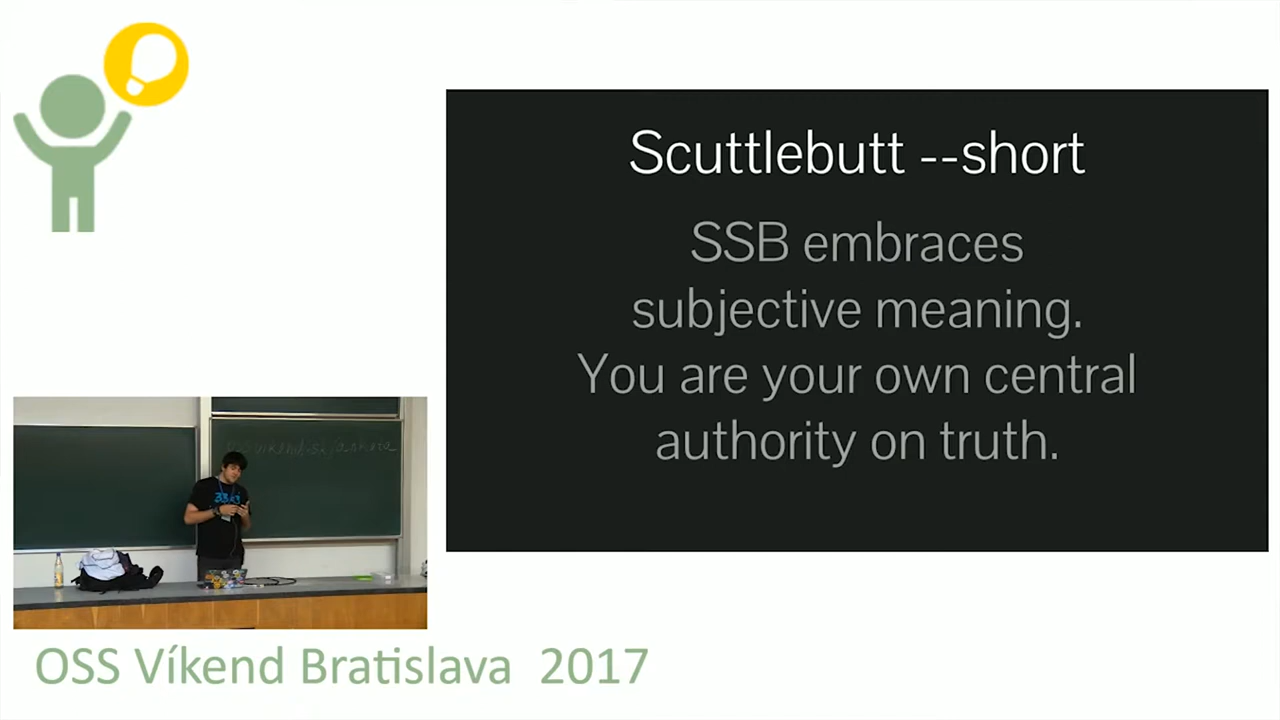 Scuttlebutt --short
SSB embraces
subjective meaning.
You are your own central
authority on truth.
OSS Víkend Bratislava 2017